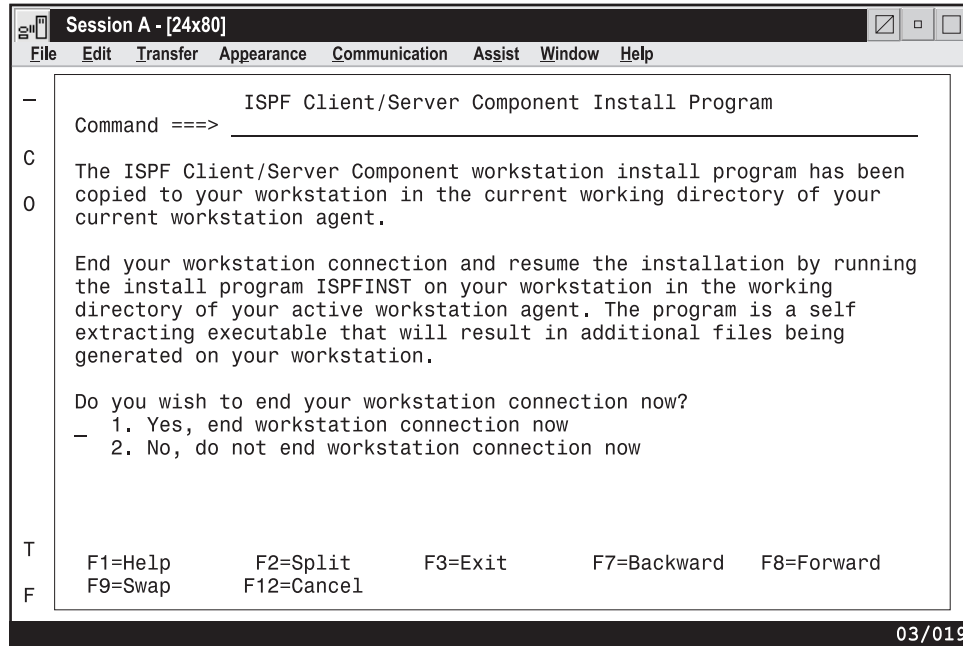 Session A - [24x80]
File Edit Transfer Appearance Communication Assist Window Help
ISPF Client/Server Component Install Program
Command ===>
C
The ISPF Client/Server Component workstation install program has been
O
copied to your workstation in the current working directory of your
current workstation agent.
End your workstation connection and resume the installation by running
the install program ISPFINST on your workstation in the working
directory of your active workstation agent. The program is a self
extracting executable that will result in additional files being
generated on your workstation.
Do you wish to end your workstation connection now?
_ 1. Yes, end workstation connection now
2. No, do not end workstation connection now
T
F1=Help F2=Split F3=Exit F7=Backward F8=Forward
F
F9=Swap F12=Cancel
03/019